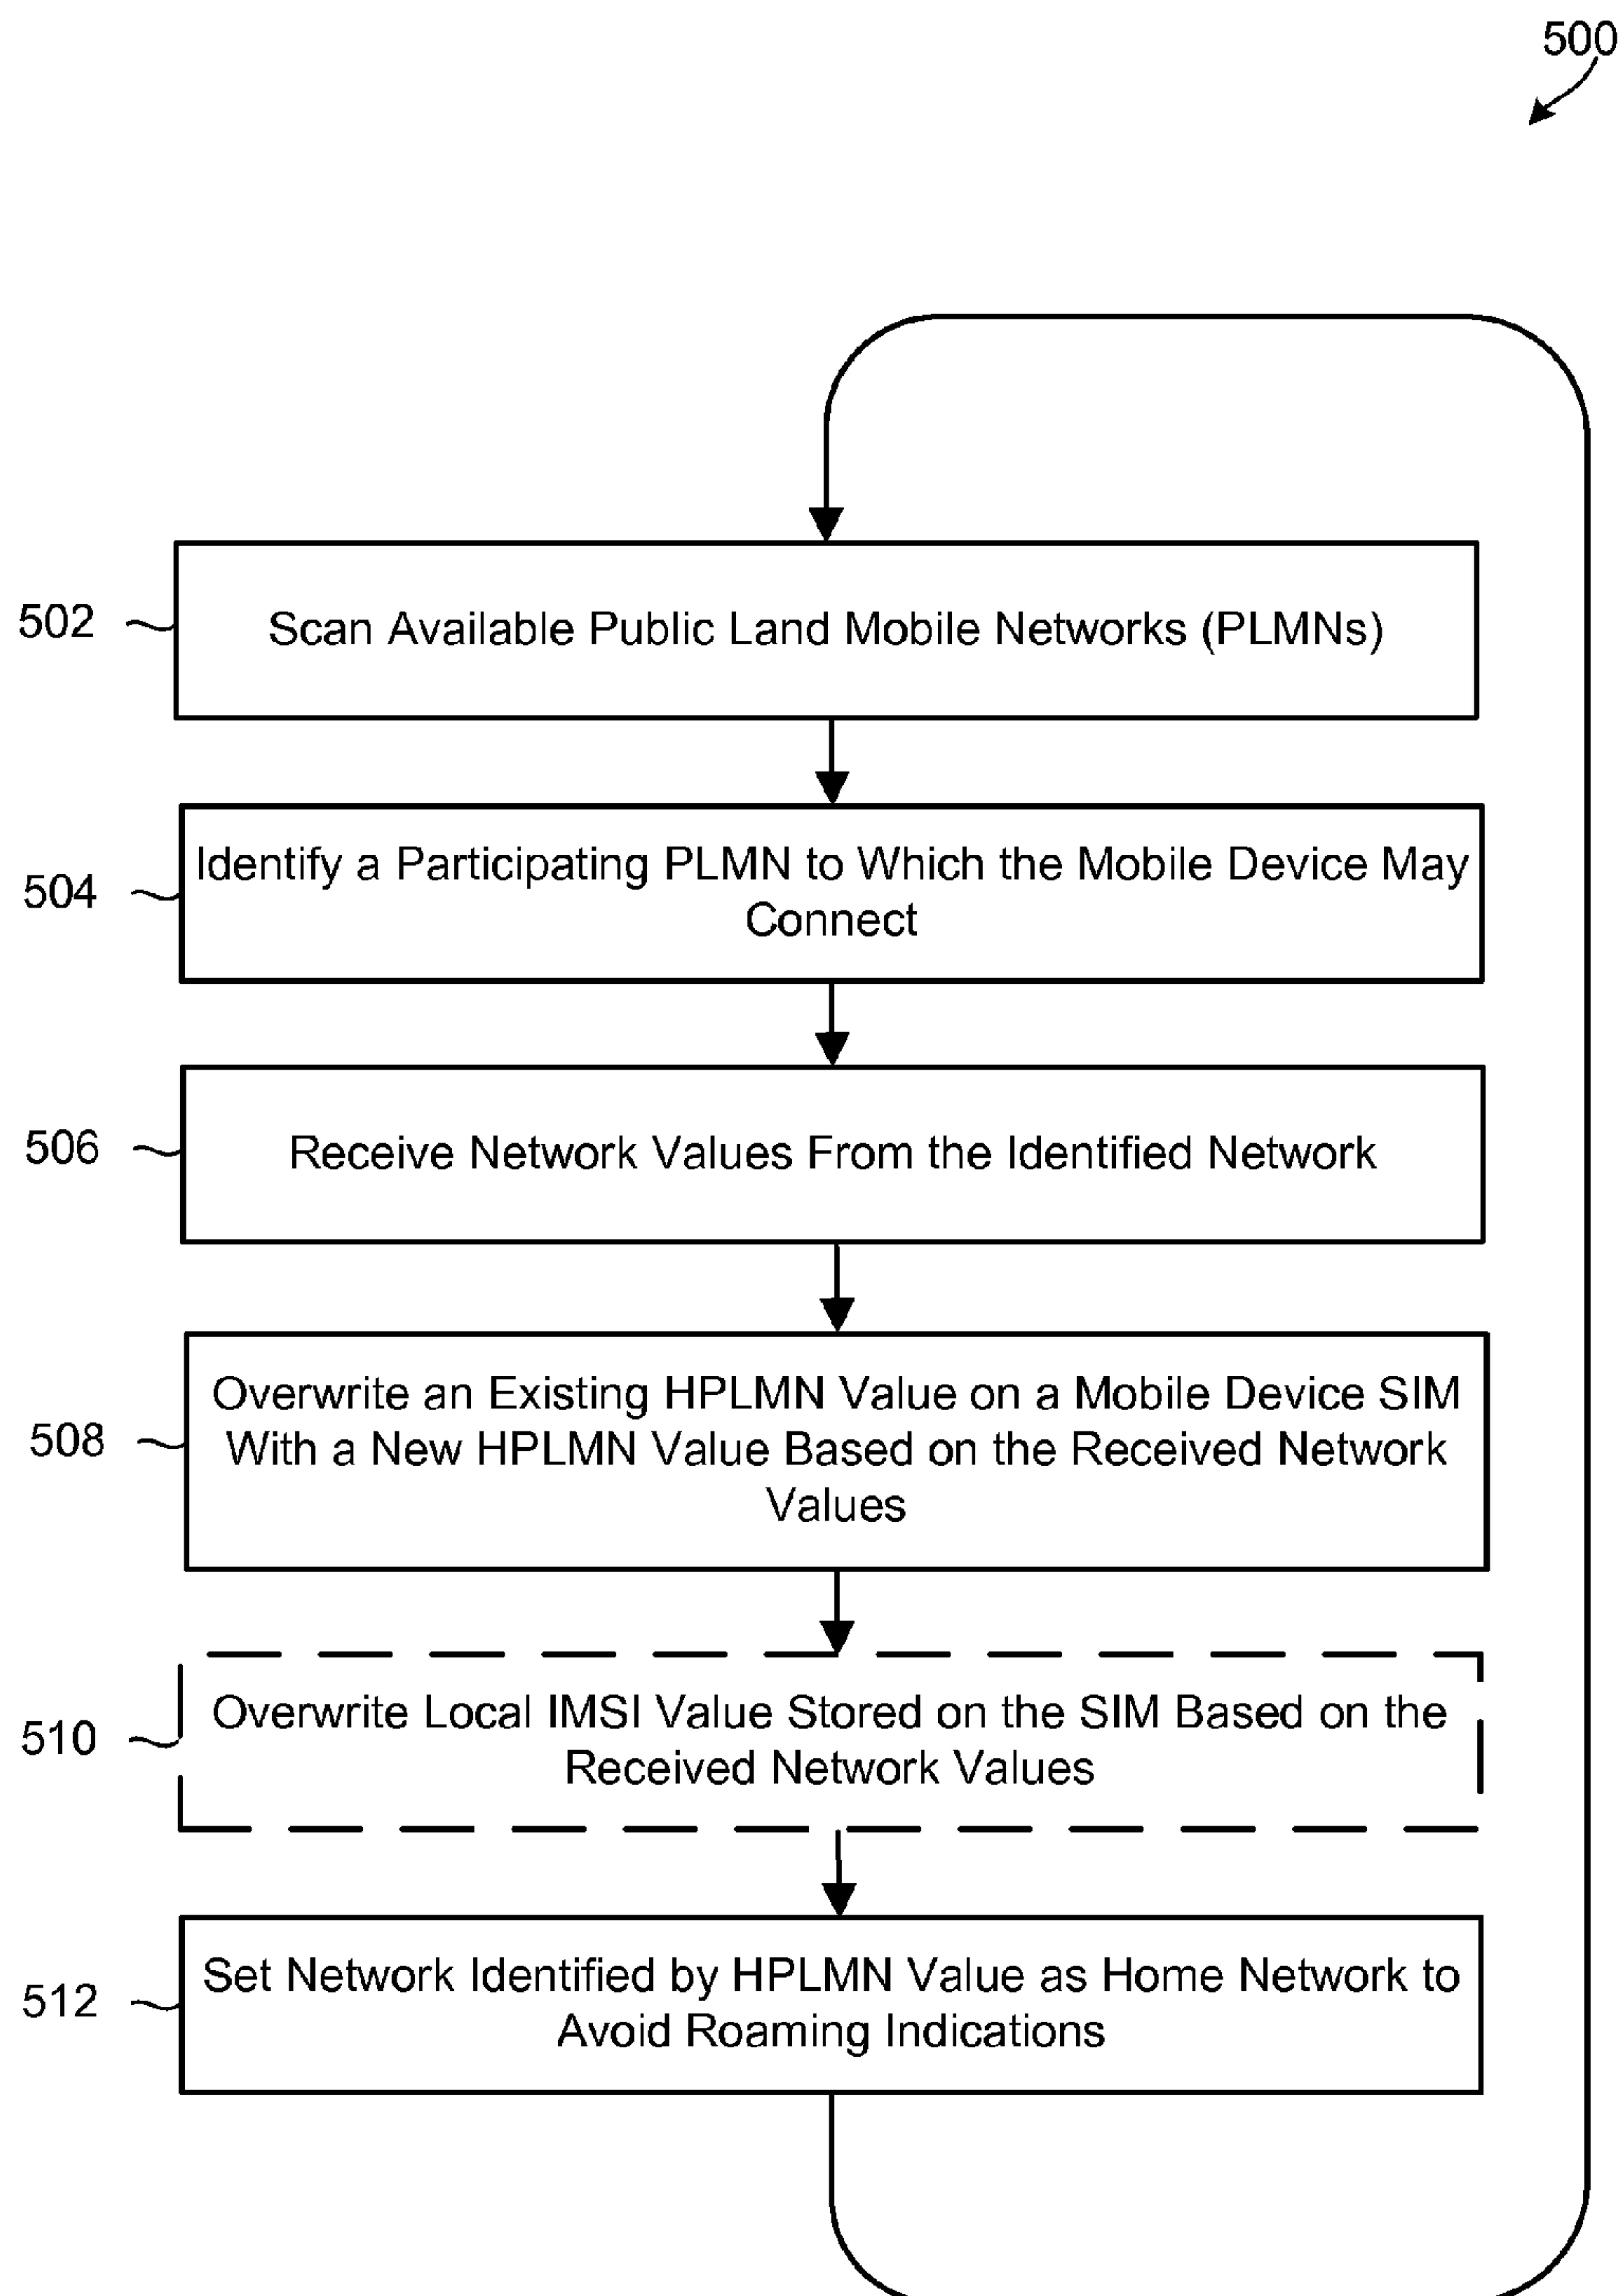 500
502
Scan Available Public Land Mobile Networks (PLMNs)
504
Identify a Participating PLMN to Which the Mobile Device May
Connect
506
Receive Network Values From the Identified Network
508
Overwrite an Existing HPLMN Value on a Mobile Device SIM
With a New HPLMN Value Based on the Received Network
Values
510
Overwrite Local IMSI Value Stored on the SIM Based on the
Received Network Values
512
Set Network Identified by HPLMN Value as Home Network to
Avoid Roaming Indications